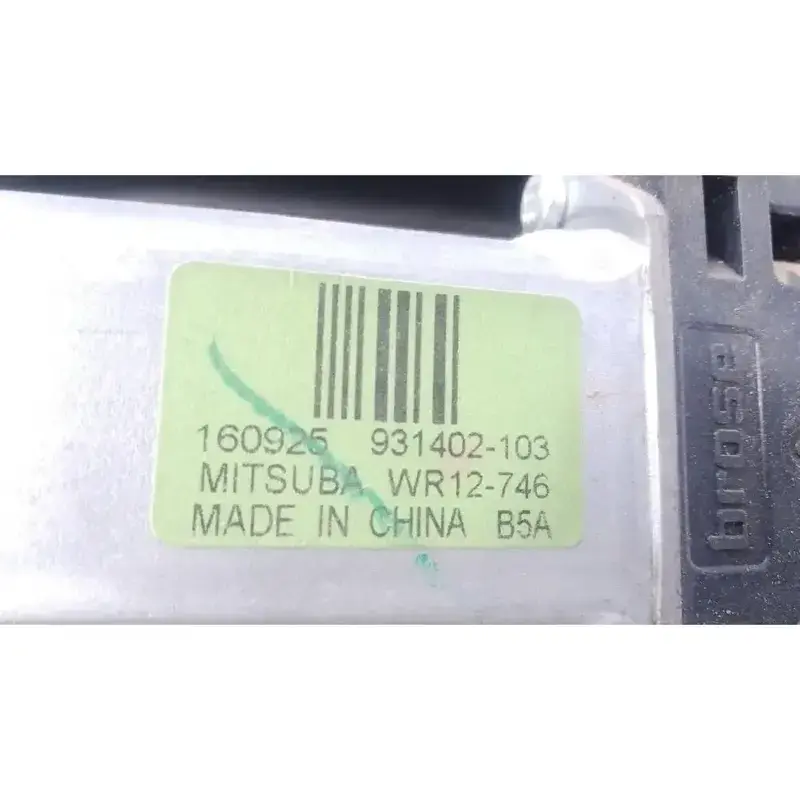 160925 931402-103
MITSUBA WR12-746
MADE IN CHINA B5A
brose